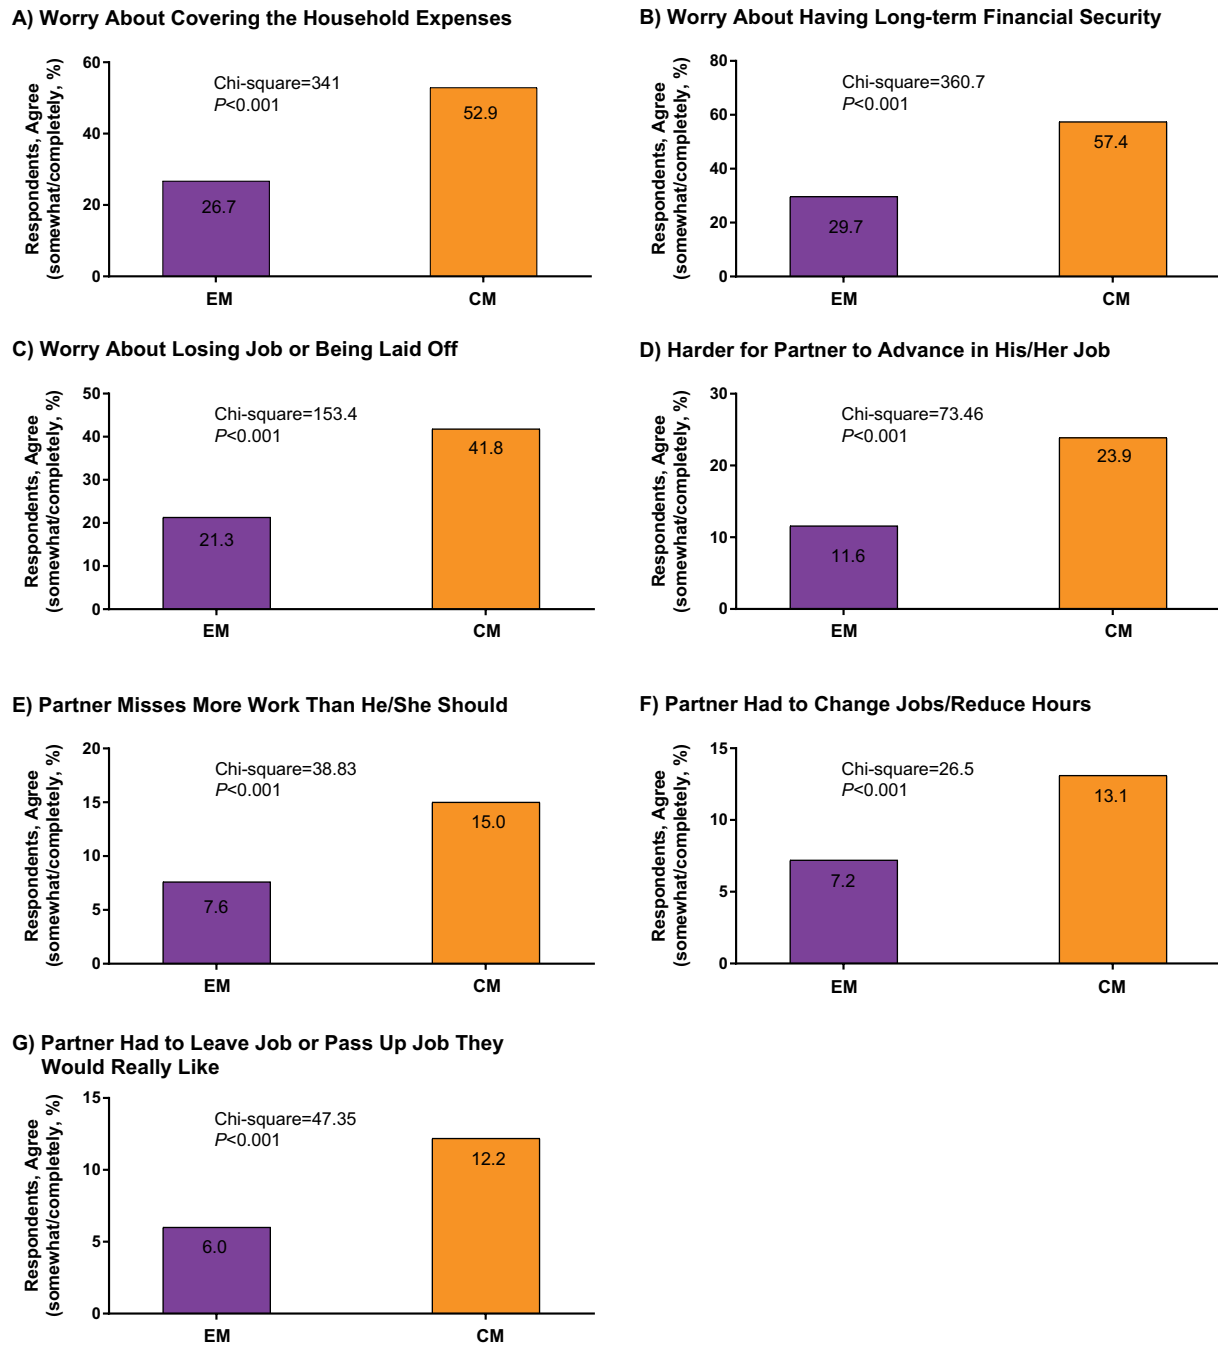 A) Worry About Covering the Household Expenses
Respondents, Agree
(somewhat/completely, %)
60
40
20
0
Chi-square=341
P<0.001
26.7
52.9
EM
CM
B) Worry About Having Long-term Financial Security
Respondents, Agree
(somewhat/completely, %)
80
60
40
20
0
Chi-square=360.7
P<0.001
29.7
57.4
EM
CM
C) Worry About Losing Job or Being Laid Off
Respondents, Agree
(somewhat/completely, %)
50
40
30
20
10
0
Chi-square=153.4
P<0.001
21.3
41.8
EM
CM
D) Harder for Partner to Advance in His/Her Job
Respondents, Agree
(somewhat/completely, %)
30
20
10
0
Chi-square=73.46
P<0.001
11.6
23.9
EM
CM
E) Partner Misses More Work Than He/She Should
Respondents, Agree
(somewhat/completely, %)
20
15
10
5
0
Chi-square=38.83
P<0.001
7.6
15.0
EM
CM
F) Partner Had to Change Jobs/Reduce Hours
Respondents, Agree
(somewhat/completely, %)
15
10
5
0
Chi-square=26.5
P<0.001
7.2
13.1
EM
CM
G) Partner Had to Leave Job or Pass Up Job They
Would Really Like
Respondents, Agree
(somewhat/completely, %)
15
10
5
0
Chi-square=47.35
P<0.001
6.0
12.2
EM
CM